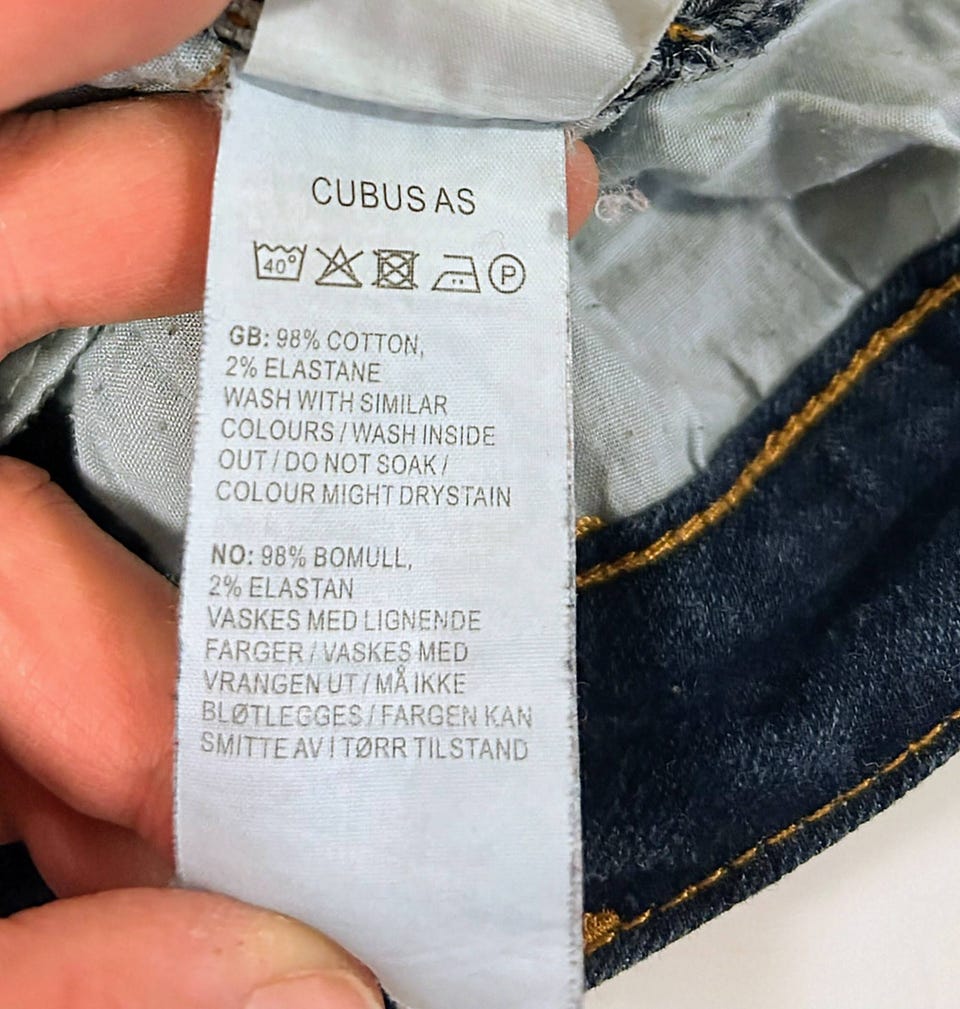 CUBUS AS
40° P
GB: 98% COTTON,
2% ELASTANE
WASH WITH SIMILAR
COLOURS / WASH INSIDE
OUT / DO NOT SOAK /
COLOUR MIGHT DRYSTAIN
NO: 98% BOMULL,
2% ELASTAN
VASKES MED LIGNENDE
FARGER / VASKES MED
VRANGEN UT / MÅ IKKE
BLØTLEGGES / FARGEN KAN
SMITTE AV I TØRR TILSTAND